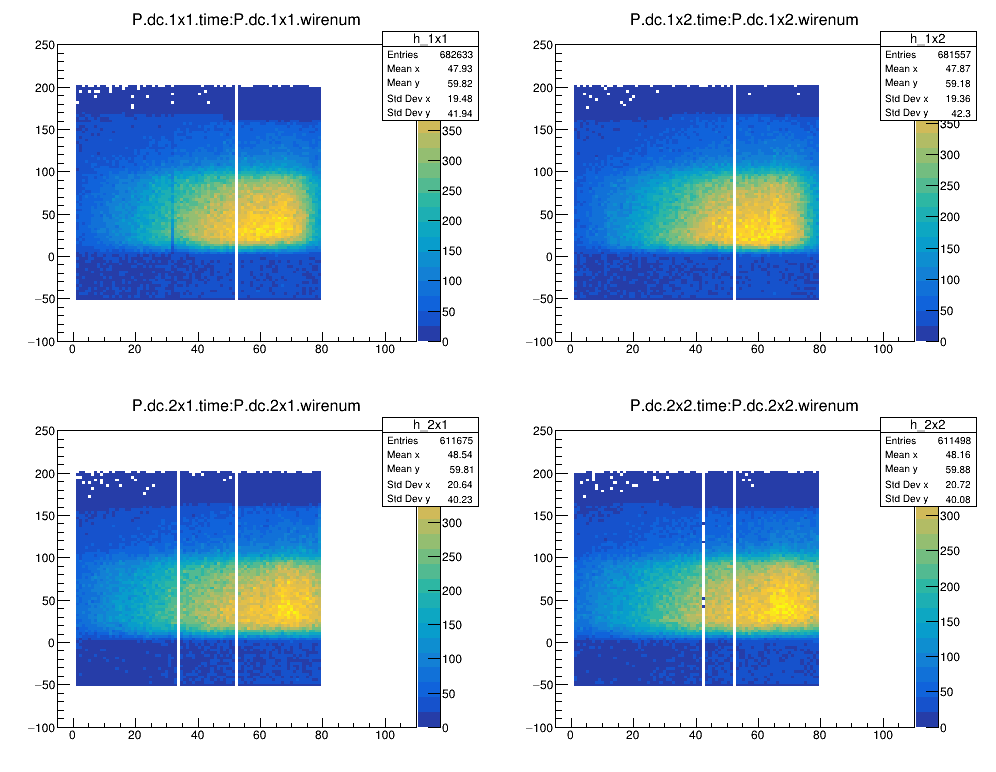 P.dc.1x1.time:P.dc.1x1.wirenum
h_1x1
Entries 682633
Mean x 47.93
Mean y 59.82
Std Dev x 19.48
Std Dev y 41.94
250
200
150
100
50
0
−50
−100
0 20 40 60 80 100
350
300
250
200
150
100
50
0
P.dc.1x2.time:P.dc.1x2.wirenum
h_1x2
Entries 681557
Mean x 47.87
Mean y 59.18
Std Dev x 19.36
Std Dev y 42.3
250
200
150
100
50
0
−50
−100
0 20 40 60 80 100
350
300
250
200
150
100
50
0
P.dc.2x1.time:P.dc.2x1.wirenum
h_2x1
Entries 611675
Mean x 48.54
Mean y 59.81
Std Dev x 20.64
Std Dev y 40.23
250
200
150
100
50
0
−50
−100
0 20 40 60 80 100
300
250
200
150
100
50
0
P.dc.2x2.time:P.dc.2x2.wirenum
h_2x2
Entries 611498
Mean x 48.16
Mean y 59.88
Std Dev x 20.72
Std Dev y 40.08
250
200
150
100
50
0
−50
−100
0 20 40 60 80 100
300
250
200
150
100
50
0